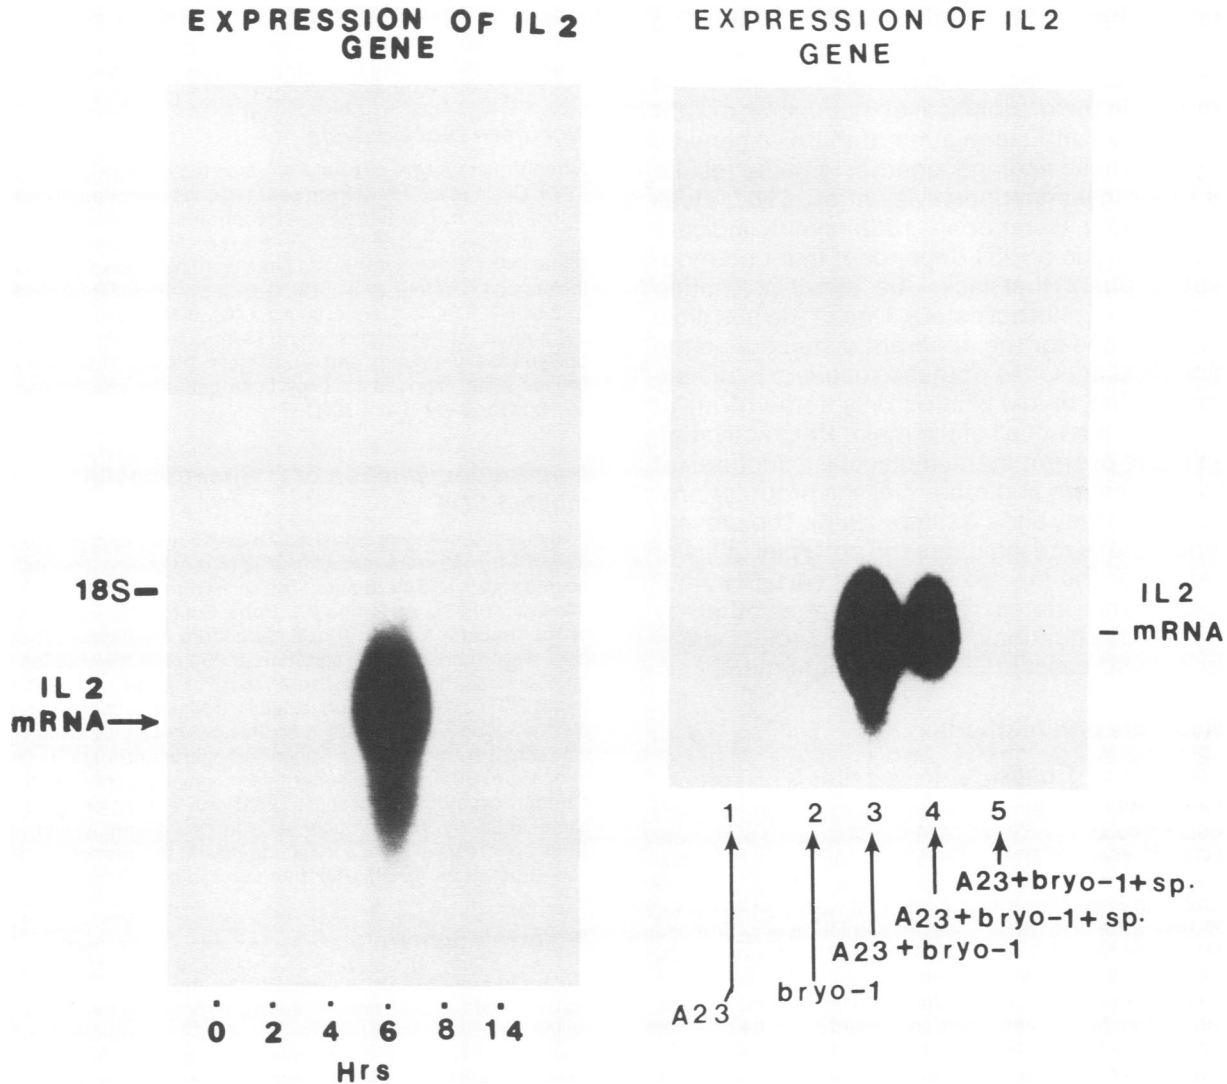 EXPRESSION OF IL 2
GENE
18S
IL 2
mRNA
0 2 4 6 8 14
Hrs
EXPRESSION OF IL2
GENE
IL2
mRNA
1 2 3 4 5
A23+bryo-1+sp.
A23+bryo-1+sp.
A23+bryo-1
bryo-1
A23